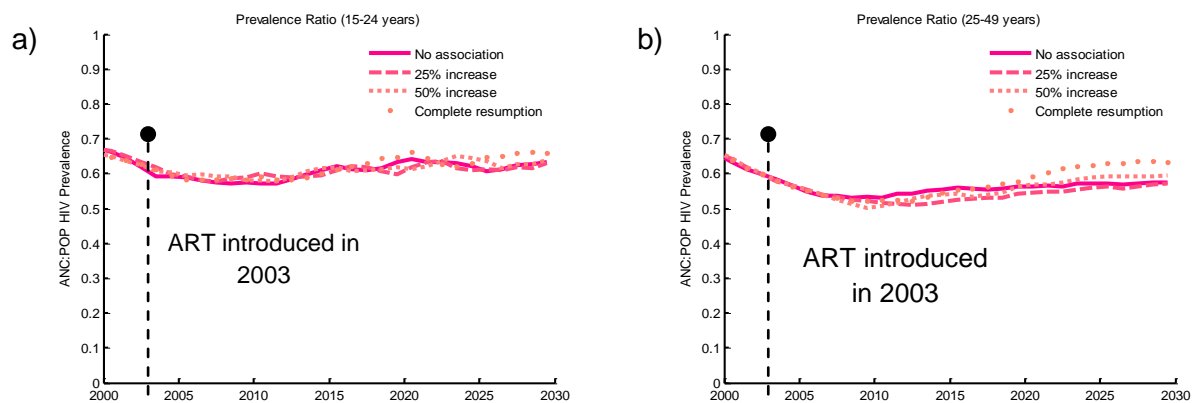 a)
Prevalence Ratio (15-24 years)
ANC:POP HIV Prevalence
1
0.9
0.8
0.7
0.6
0.5
0.4
0.3
0.2
0.1
0
2000 2005 2010 2015 2020 2025 2030
No association
25% increase
50% increase
Complete resumption
ART introduced in
2003
b)
Prevalence Ratio (25-49 years)
ANC:POP HIV Prevalence
1
0.9
0.8
0.7
0.6
0.5
0.4
0.3
0.2
0.1
0
2000 2005 2010 2015 2020 2025 2030
No association
25% increase
50% increase
Complete resumption
ART introduced
in 2003